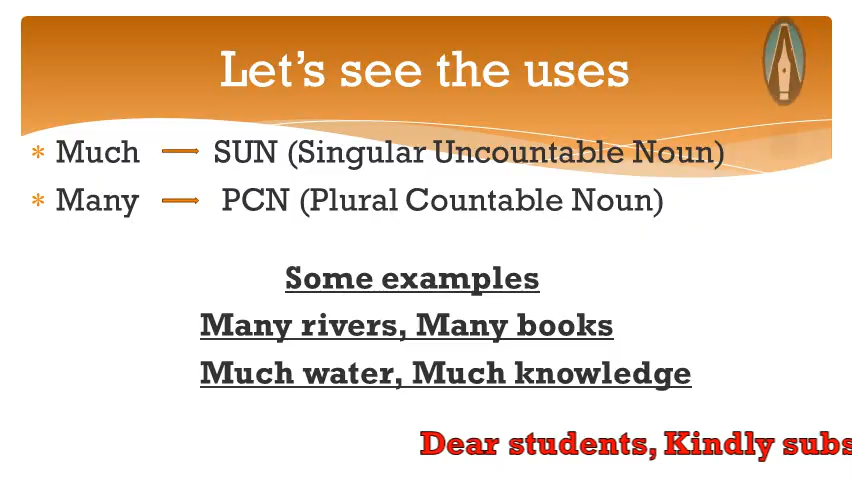 Let's see the uses
Much SUN (Singular Uncountable Noun)
Many PCN (Plural Countable Noun)
Some examples
Many rivers, Many books
Much water, Much knowledge
Dear students, Kindly subs